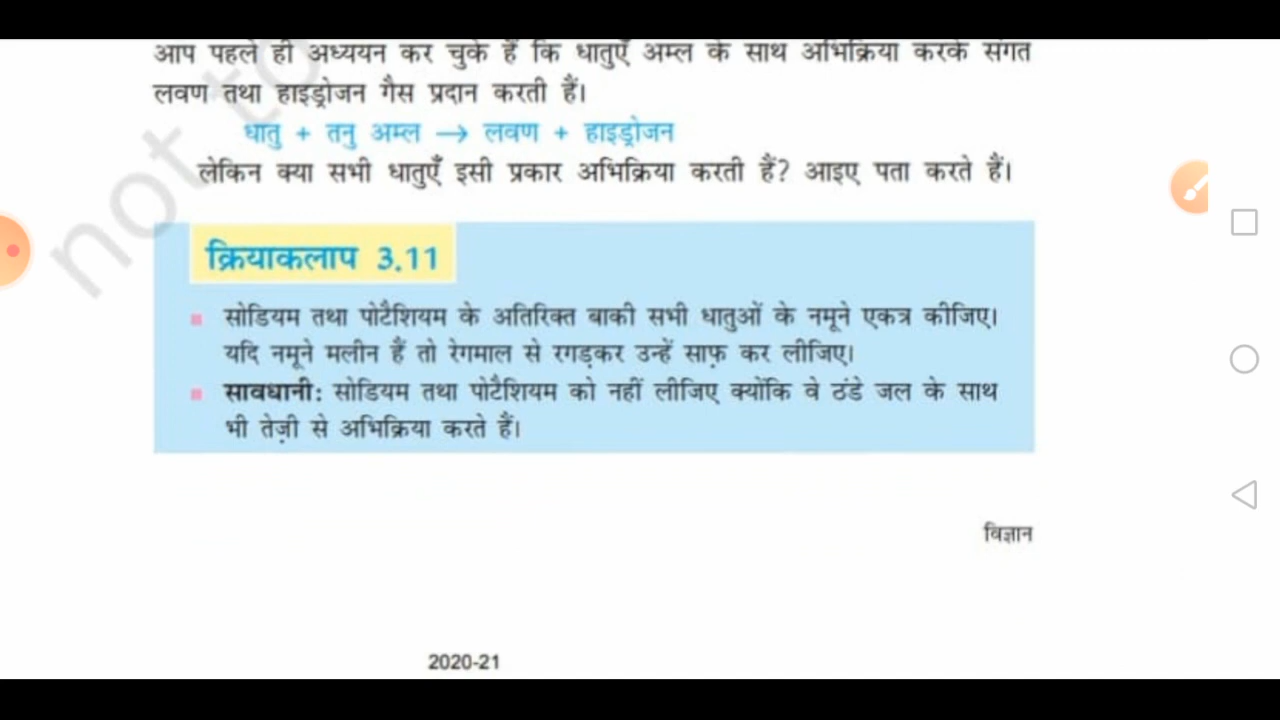 आप पहले ही अध्ययन कर चुके हैं कि धातुएँ अम्ल के साथ अभिक्रिया करके संगत
लवण तथा हाइड्रोजन गैस प्रदान करती हैं।
धातु + तनु अम्ल → लवण + हाइड्रोजन
लेकिन क्या सभी धातुएँ इसी प्रकार अभिक्रिया करती हैं? आइए पता करते हैं।
not to
क्रियाकलाप 3.11
सोडियम तथा पोटैशियम के अतिरिक्त बाकी सभी धातुओं के नमूने एकत्र कीजिए।
यदि नमूने मलीन हैं तो रेगमाल से रगड़कर उन्हें साफ़ कर लीजिए।
सावधानी: सोडियम तथा पोटैशियम को नहीं लीजिए क्योंकि वे ठंडे जल के साथ
भी तेज़ी से अभिक्रिया करते हैं।
विज्ञान
2020-21